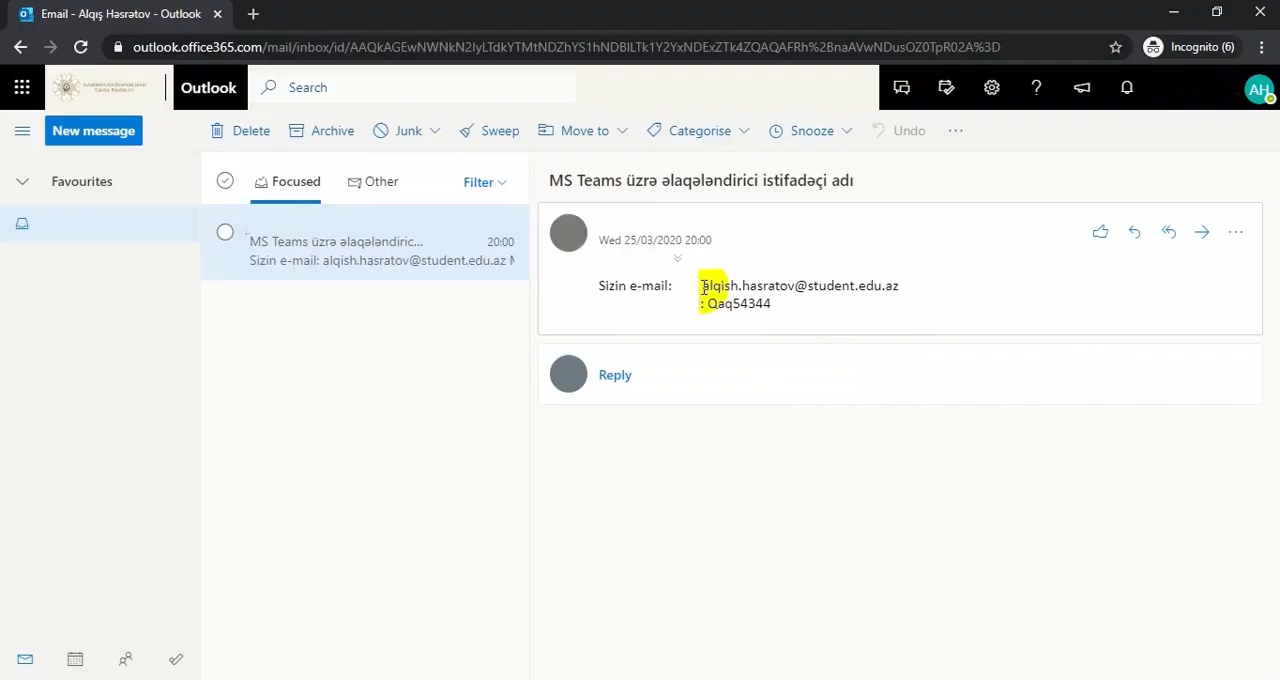 Email - Alqış Həsrətov - Outlook
outlook.office365.com/mail/inbox/id/AAQkAGEwNWNkN2IyLTdkYTMtNDZhYS1hNDBlLTk1Y2YxNDExZTk4ZQAQAFRh%2BnaAVwNDusOZ0TpR02A%3D
Incognito (6)
Outlook
Search
AH
New message
Delete
Archive
Junk
Sweep
Move to
Categorise
Snooze
Undo
Favourites
Focused
Other
Filter
MS Teams üzrə əlaqələndiric...
20:00
Sizin e-mail: alqish.hasratov@student.edu.az M
MS Teams üzrə əlaqələndirici istifadəçi adı
Wed 25/03/2020 20:00
Sizin e-mail: alqish.hasratov@student.edu.az
: Qaq54344
Reply